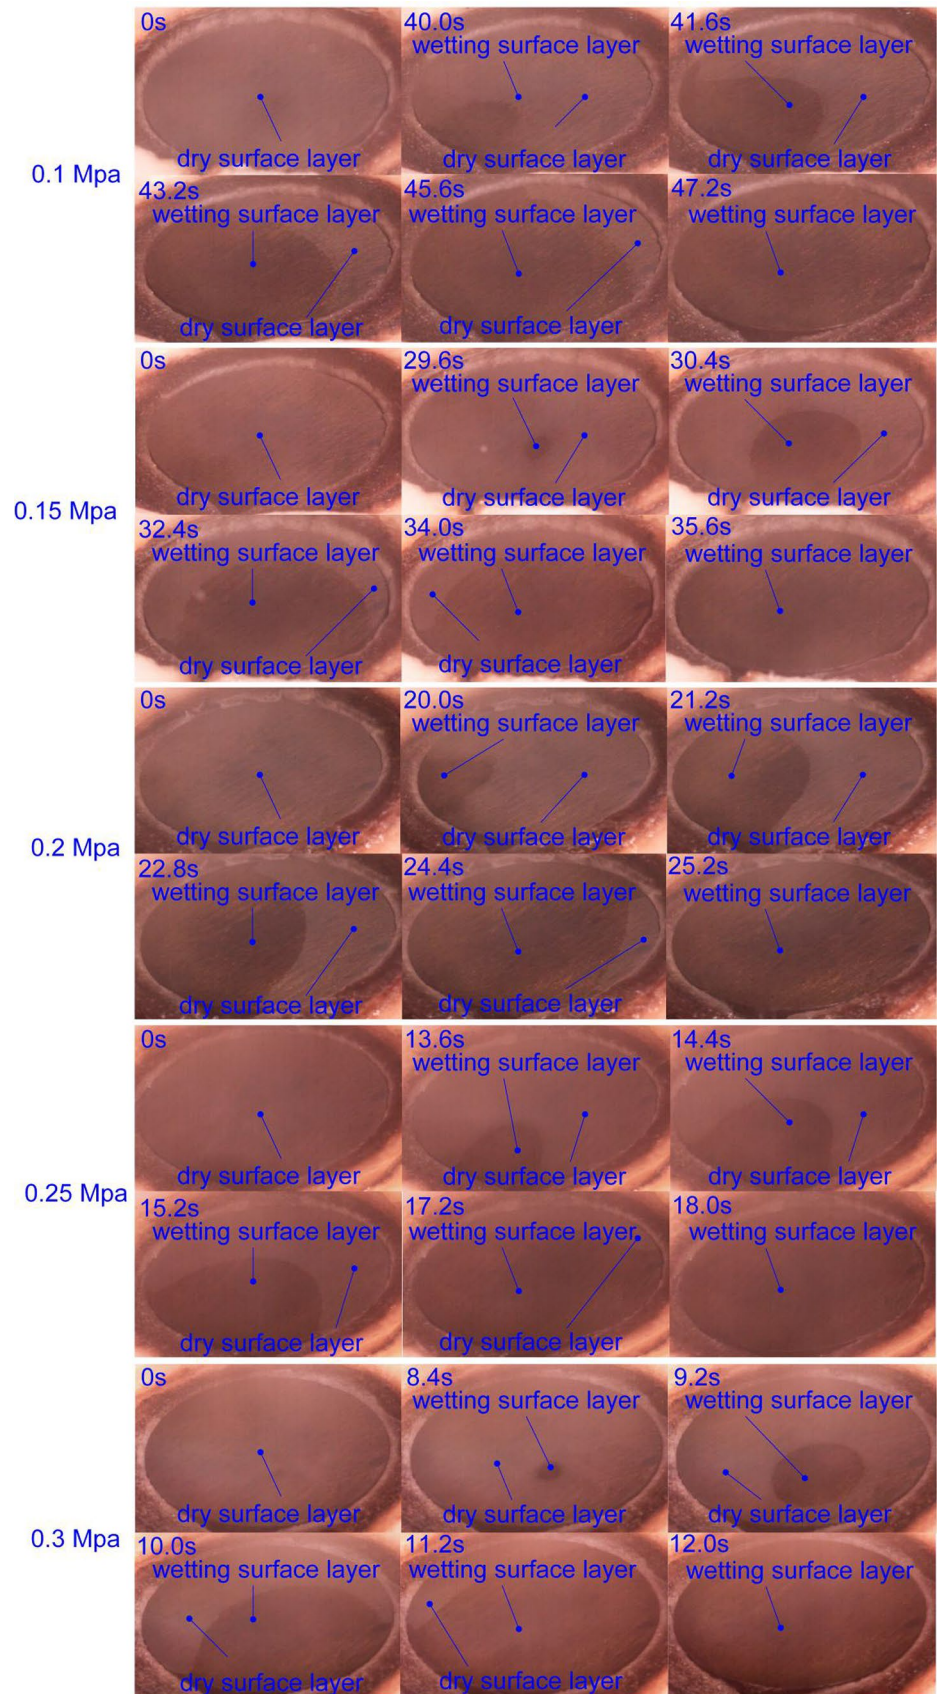 0.1 Mpa
0s
dry surface layer
40.0s
wetting surface layer
dry surface layer
41.6s
wetting surface layer
dry surface layer
43.2s
wetting surface layer
dry surface layer
45.6s
wetting surface layer
dry surface layer
47.2s
wetting surface layer
0.15 Mpa
0s
dry surface layer
29.6s
wetting surface layer
dry surface layer
30.4s
wetting surface layer
dry surface layer
32.4s
wetting surface layer
dry surface layer
34.0s
wetting surface layer
dry surface layer
35.6s
wetting surface layer
0.2 Mpa
0s
dry surface layer
20.0s
wetting surface layer
dry surface layer
21.2s
wetting surface layer
dry surface layer
22.8s
wetting surface layer
dry surface layer
24.4s
wetting surface layer
dry surface layer
25.2s
wetting surface layer
0.25 Mpa
0s
dry surface layer
13.6s
wetting surface layer
dry surface layer
14.4s
wetting surface layer
dry surface layer
15.2s
wetting surface layer
dry surface layer
17.2s
wetting surface layer
dry surface layer
18.0s
wetting surface layer
0.3 Mpa
0s
dry surface layer
8.4s
wetting surface layer
dry surface layer
9.2s
wetting surface layer
dry surface layer
10.0s
wetting surface layer
dry surface layer
11.2s
wetting surface layer
dry surface layer
12.0s
wetting surface layer